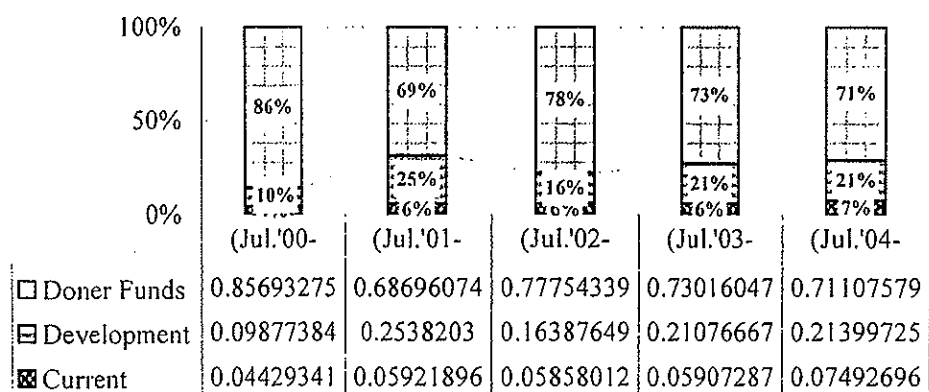 100%
86% 69% 78% 73% 71%
50%
10% 25% 16% 21% 21%
0% 6% 6% 7%
(Jul.'00- (Jul.'01- (Jul.'02- (Jul.'03- (Jul.'04-
Doner Funds 0.85693275 0.68696074 0.77754339 0.73016047 0.71107579
Development 0.09877384 0.2538203 0.16387649 0.21076667 0.21399725
Current 0.04429341 0.05921896 0.05858012 0.05907287 0.07492696